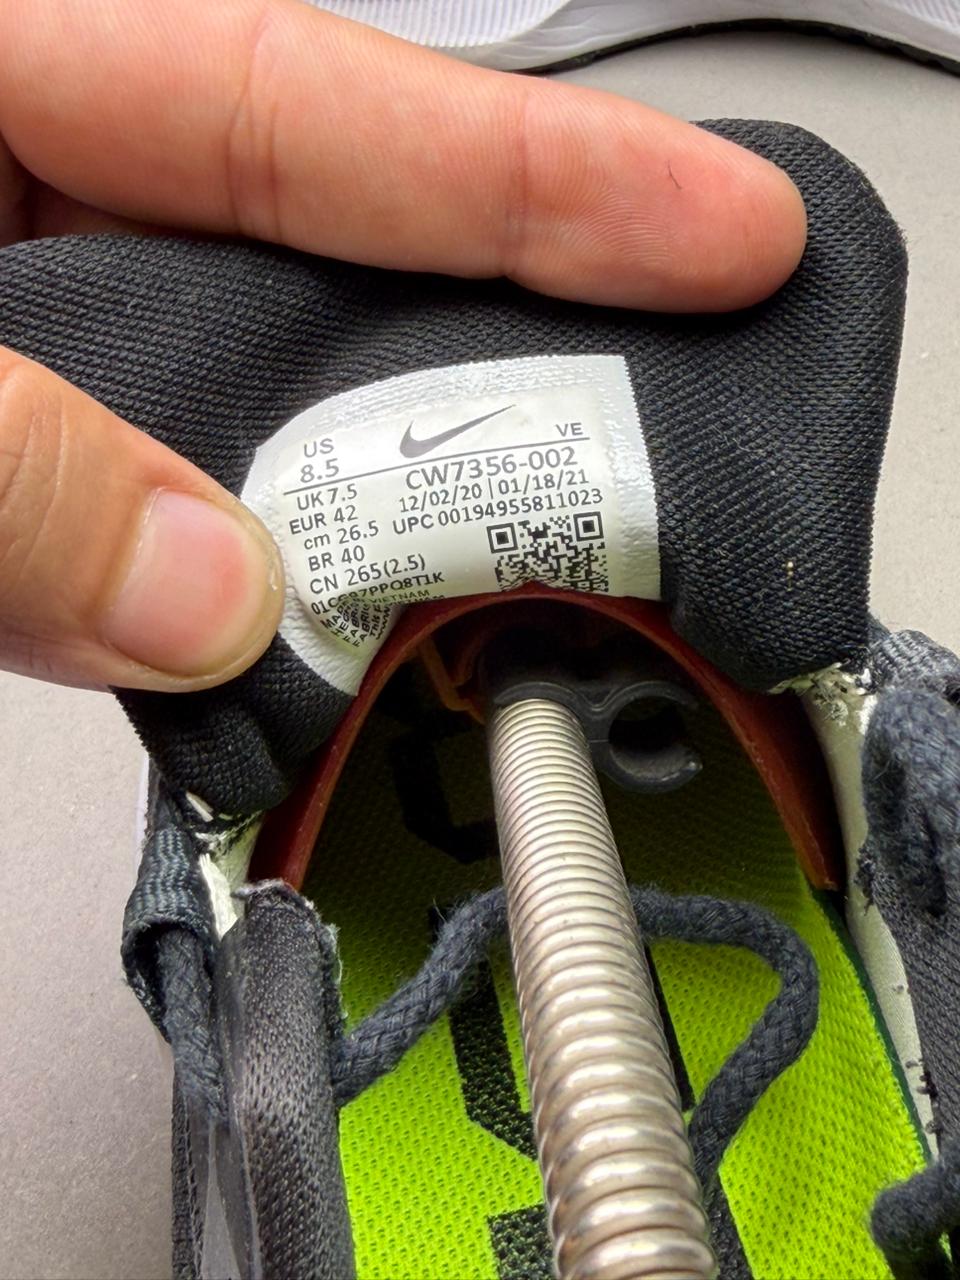 US
8.5
VE
UK 7.5
CW7356-002
EUR 42
12/02/20 | 01/18/21
cm 26.5
UPC 00194955811023
BR 40
CN 265(2.5)
VIETNAM